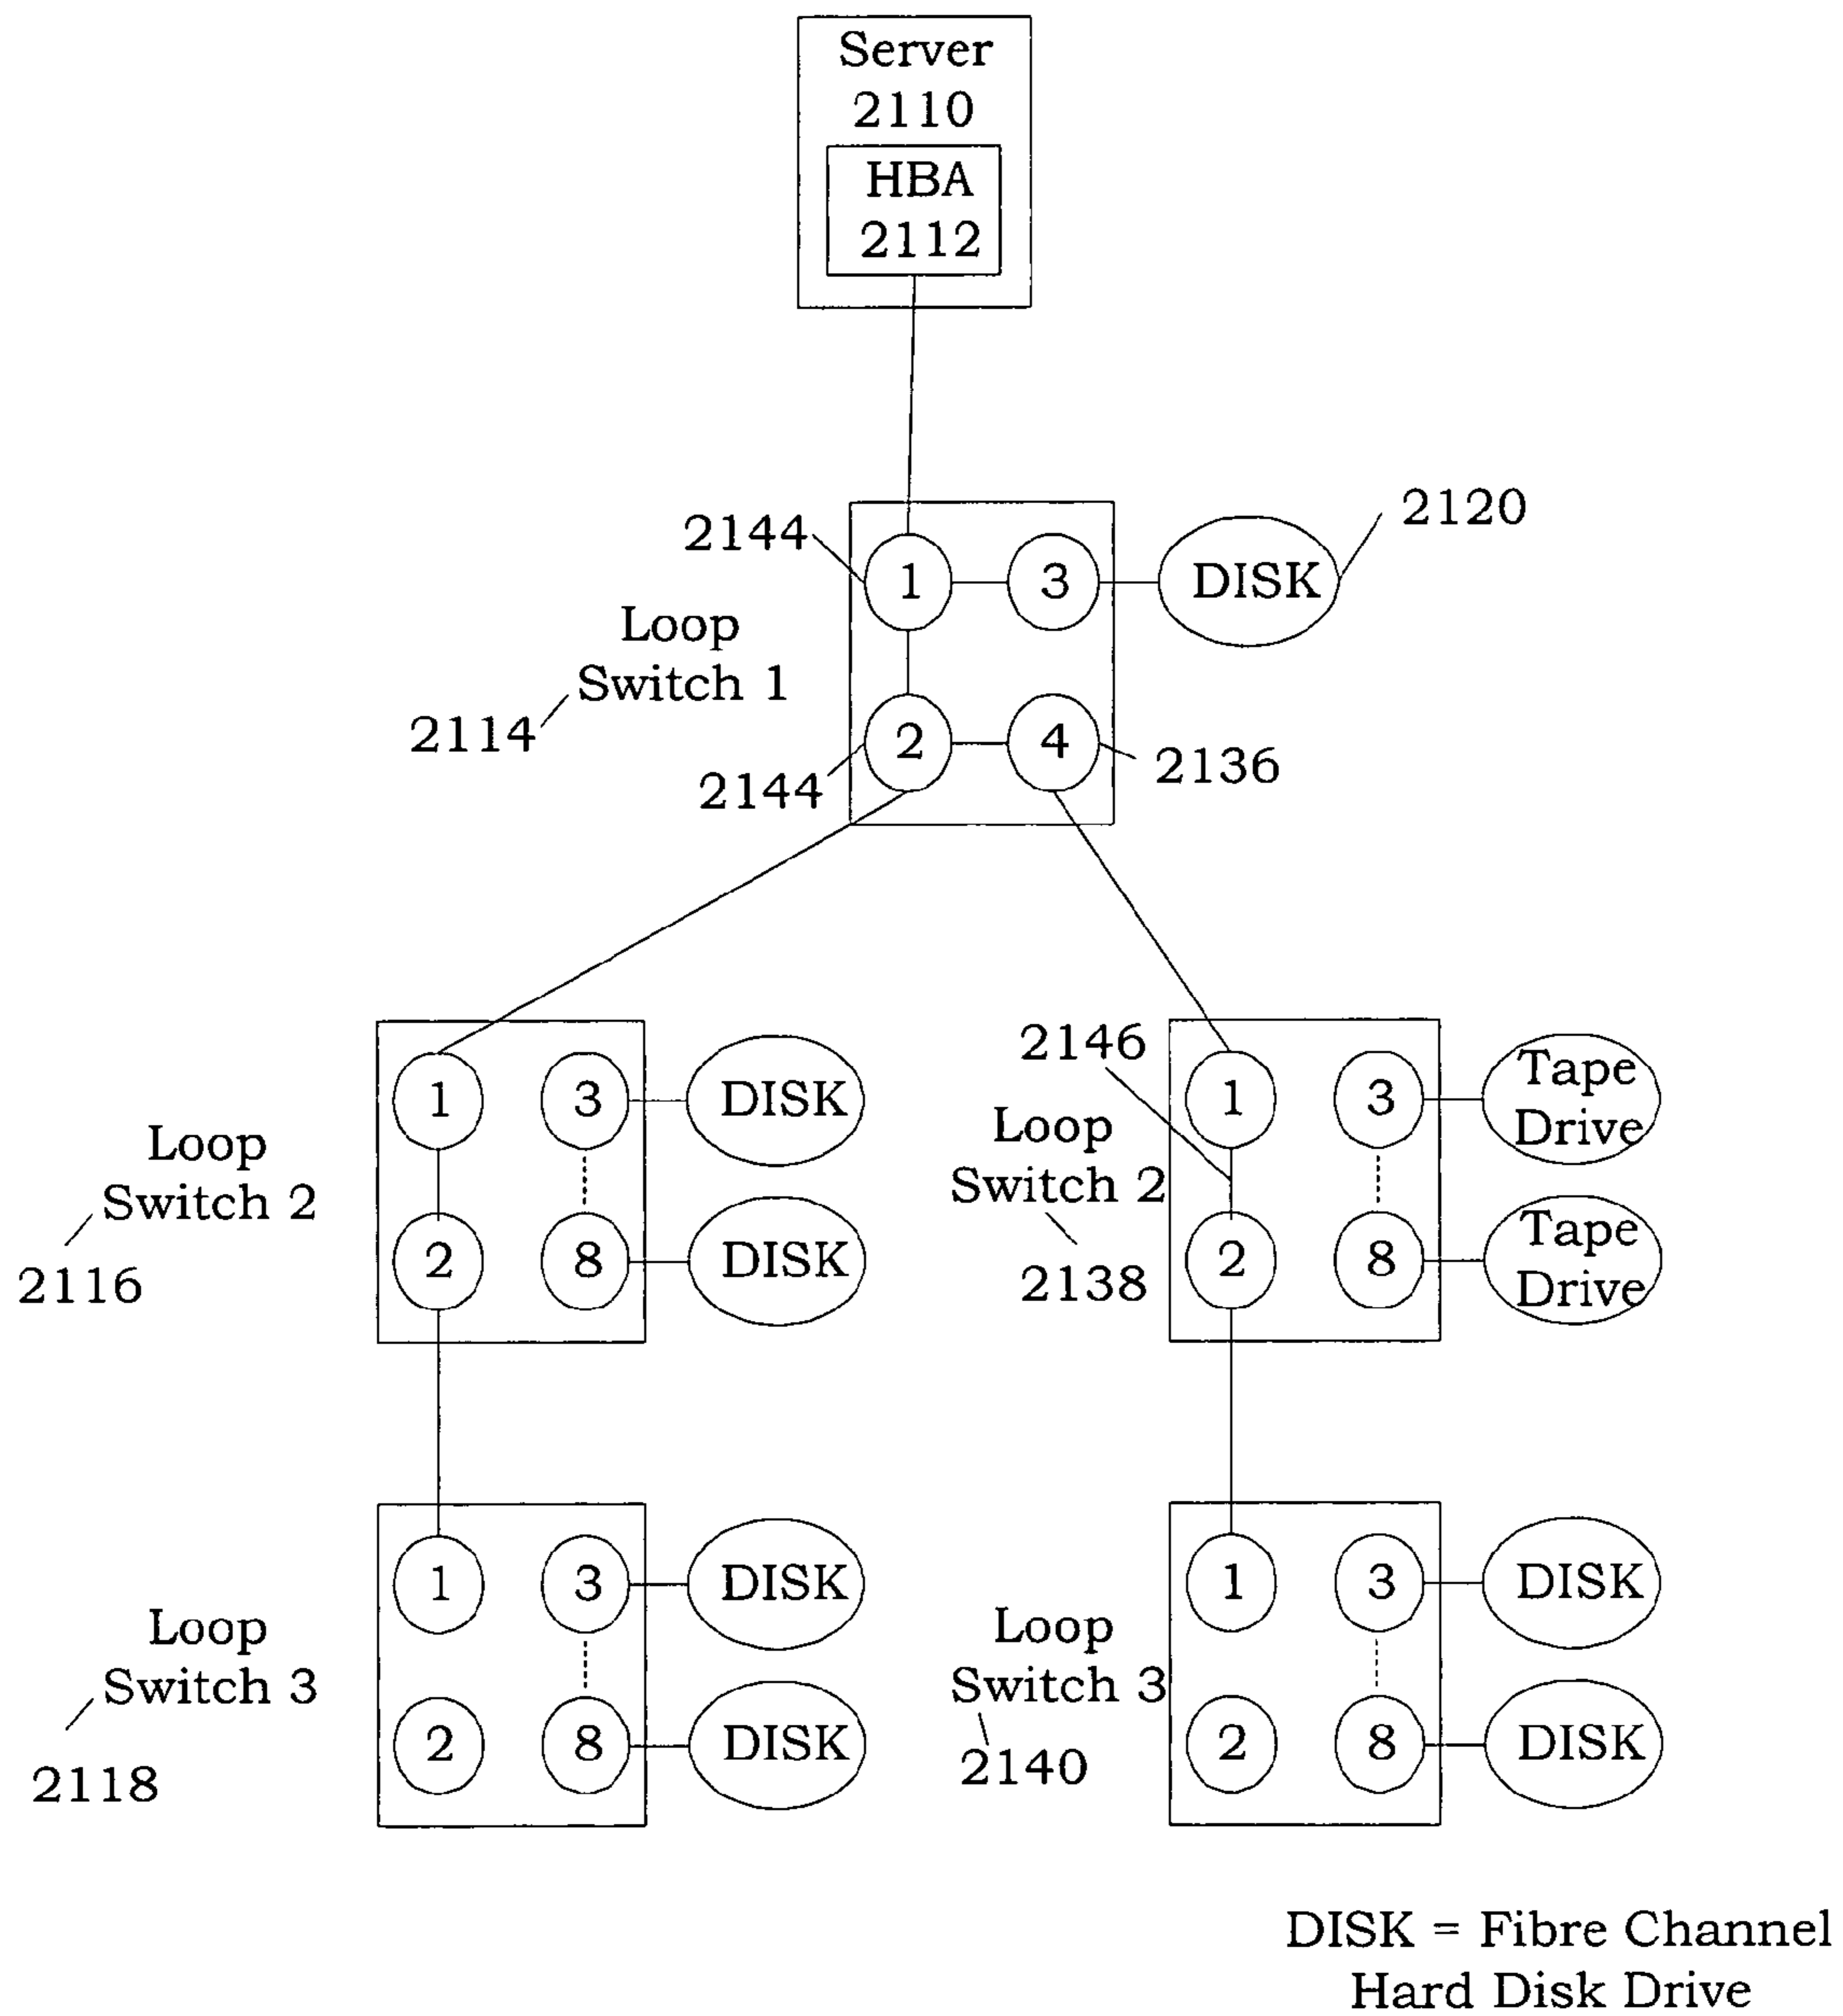 Server
2110
HBA
2112
2144
1
3
DISK
2120
Loop
Switch 1
2114
2144
2
4
2136
1
3
DISK
Loop
Switch 2
2116
2
8
DISK
2146
1
3
Tape
Drive
Loop
Switch 2
2138
2
8
Tape
Drive
1
3
DISK
Loop
Switch 3
2118
2
8
DISK
1
3
DISK
Loop
Switch 3
2140
2
8
DISK
DISK = Fibre Channel
Hard Disk Drive